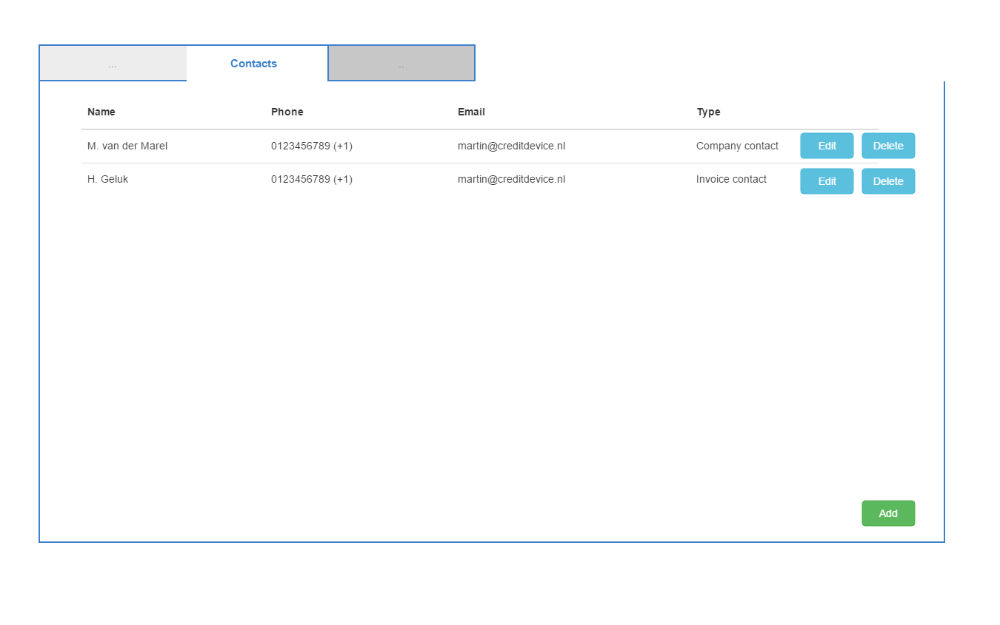 ... Contacts ..
Name Phone Email Type
M. van der Marel 0123456789 (+1) martin@creditdevice.nl Company contact Edit Delete
H. Geluk 0123456789 (+1) martin@creditdevice.nl Invoice contact Edit Delete
Add